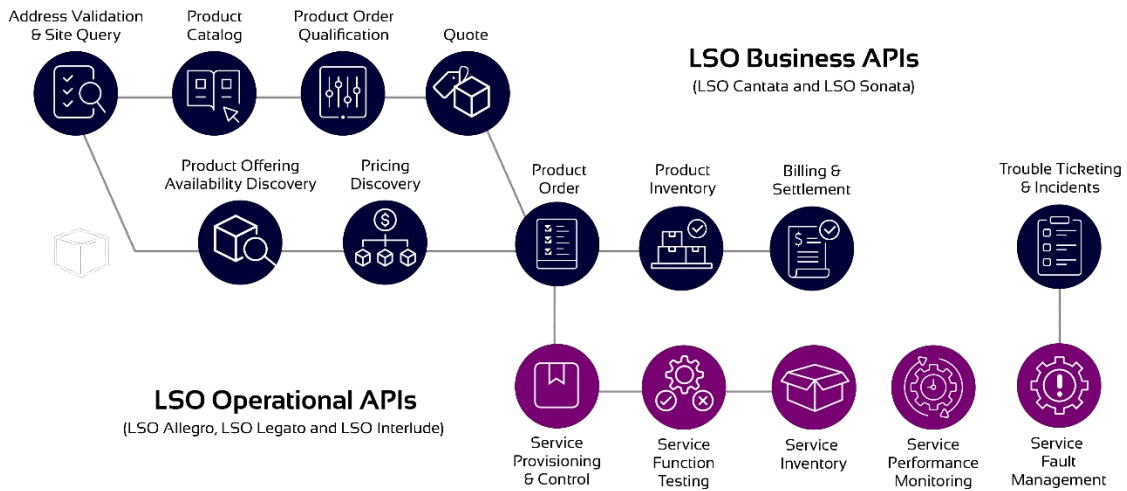 Address Validation
& Site Query
Product
Catalog
Product Order
Qualification
Quote
LSO Business APIs
(LSO Cantata and LSO Sonata)
Product Offering
Availability Discovery
Pricing
Discovery
$
Product
Order
Product
Inventory
Billing &
Settlement
$
Trouble Ticketing
& Incidents
LSO Operational APIs
(LSO Allegro, LSO Legato and LSO Interlude)
Service
Provisioning
& Control
Service
Function
Testing
Service
Inventory
Service
Performance
Monitoring
Service
Fault
Management